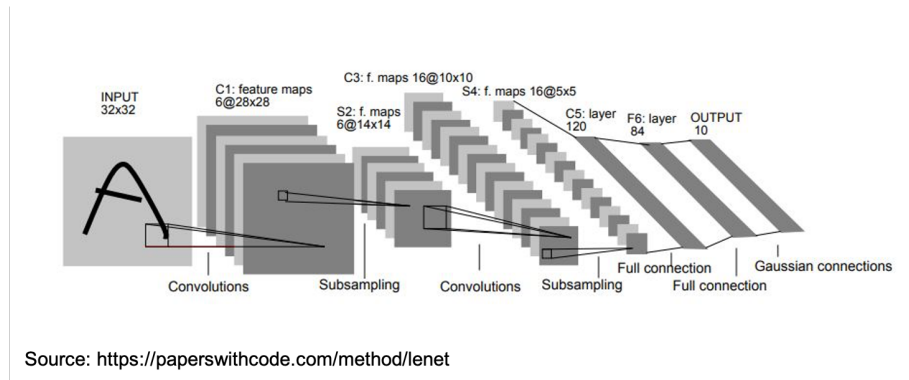 INPUT
32x32
C1: feature maps
6@28x28
S2: f. maps
6@14x14
C3: f. maps 16@10x10
S4: f. maps 16@5x5
C5: layer
120
F6: layer
84
OUTPUT
10
Convolutions
Subsampling
Convolutions
Subsampling
Full connection
Full connection
Gaussian connections
Source: https://paperswithcode.com/method/lenet